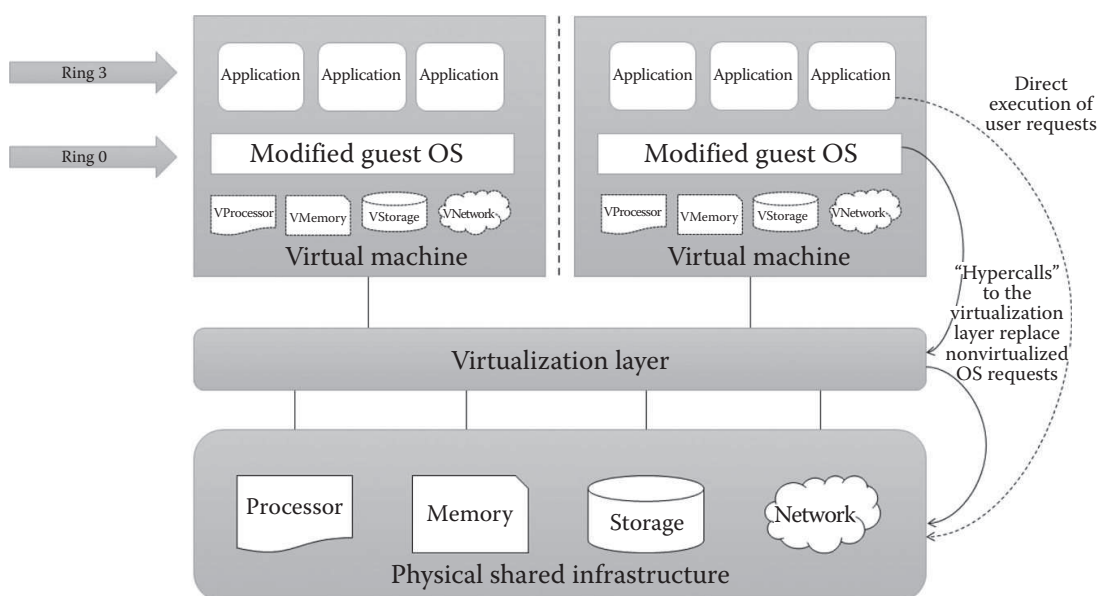 Ring 3
Application
Application
Application
Application
Application
Application
Direct
execution of
user requests
Ring 0
Modified guest OS
Modified guest OS
VProcessor
VMemory
VStorage
VNetwork
VProcessor
VMemory
VStorage
VNetwork
Virtual machine
Virtual machine
“Hypercalls”
to the
virtualization
layer replace
nonvirtualized
OS requests
Virtualization layer
Processor
Memory
Storage
Network
Physical shared infrastructure